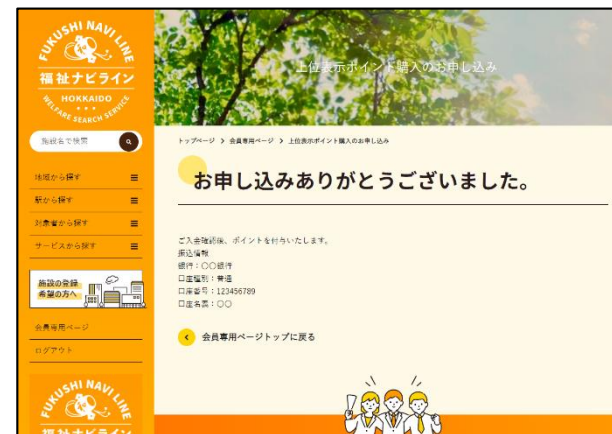 FUKUSHI NAVI LINE
福祉ナビライン
HOKKAIDO
WELFARE SEARCH SERVICE
施設名で検索
地域から探す
駅から探す
対象者から探す
サービスから探す
施設の登録
希望の方へ
会員専用ページ
ログアウト
FUKUSHI NAVI LINE
福祉ナビライン
上位表示ポイント購入のお申し込み
トップページ > 会員専用ページ > 上位表示ポイント購入のお申し込み
お申し込みありがとうございました。
ご入金確認後、ポイントを付与いたします。
振込情報
銀行：〇〇銀行
口座種別：普通
口座番号：123456789
口座名義：〇〇
会員専用ページトップに戻る